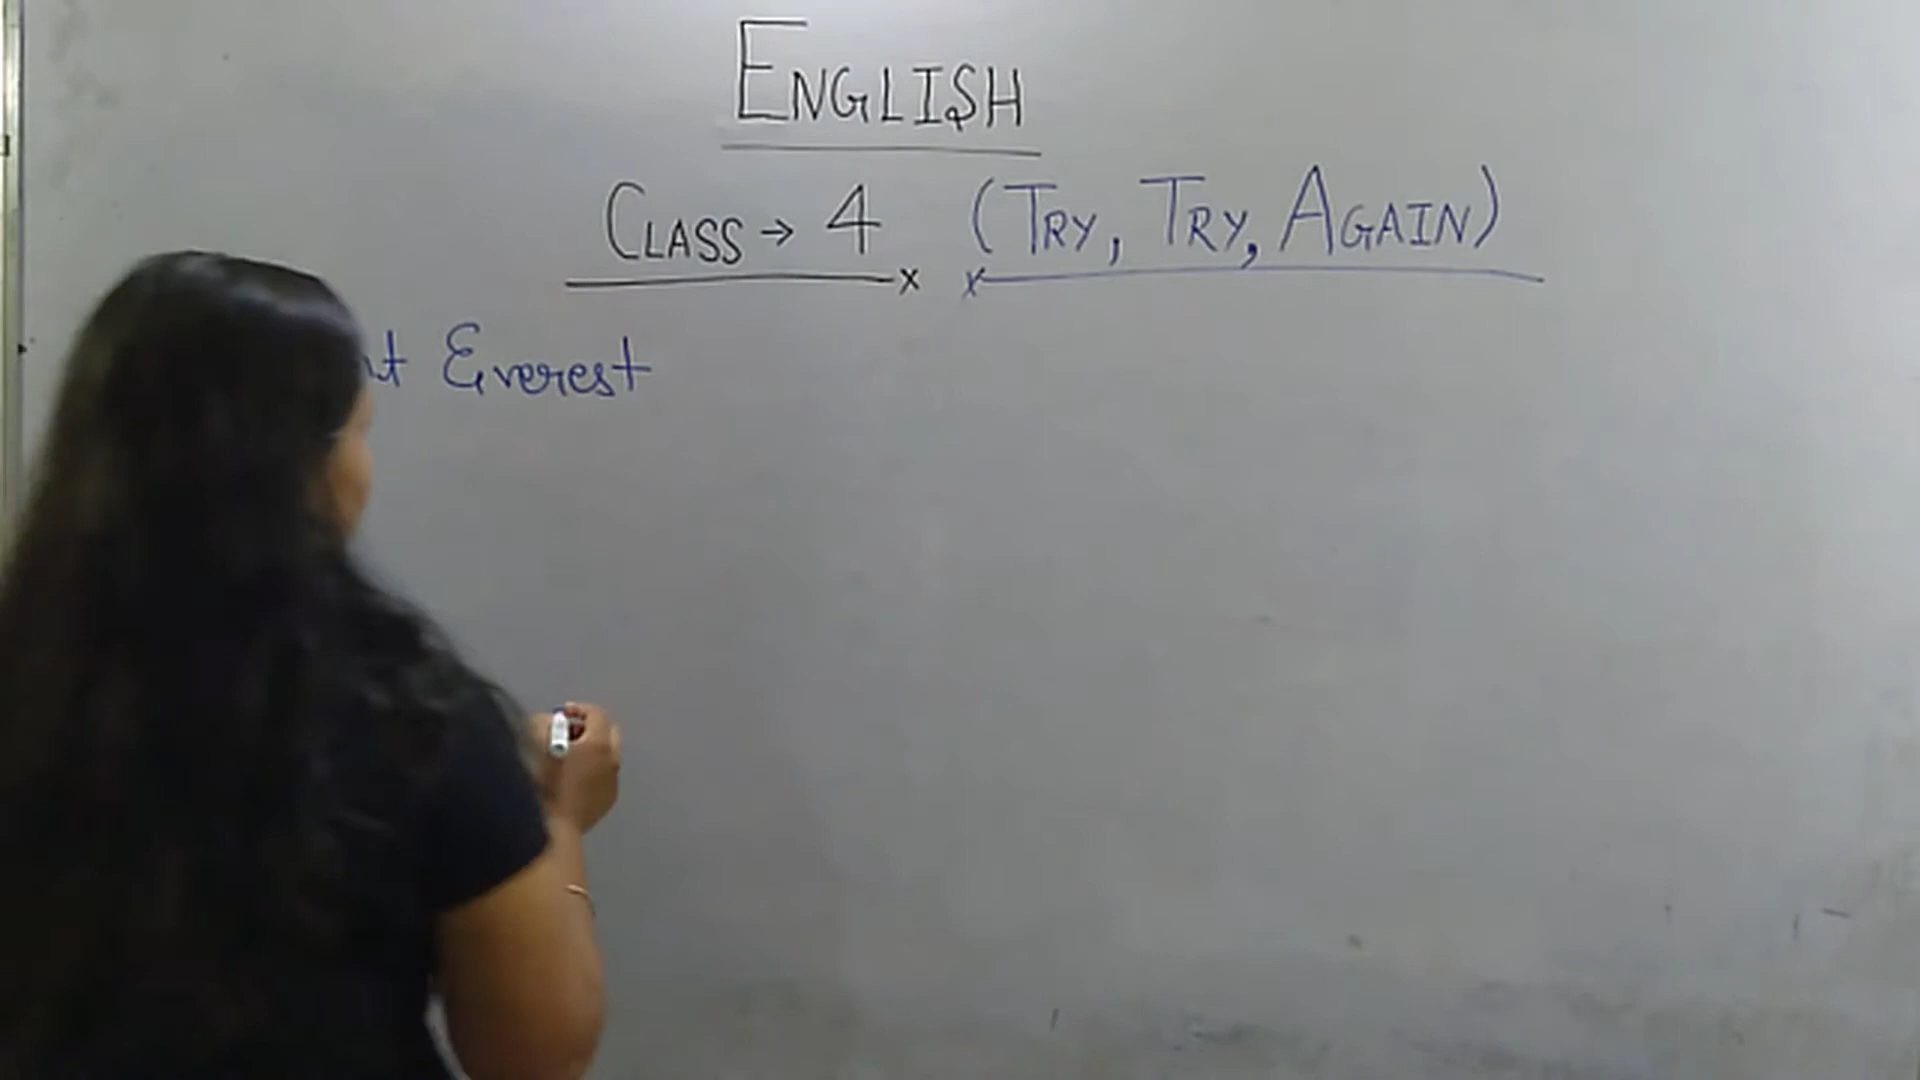 ENGLISH
CLASS → 4 (TRY, TRY, AGAIN)
Everest